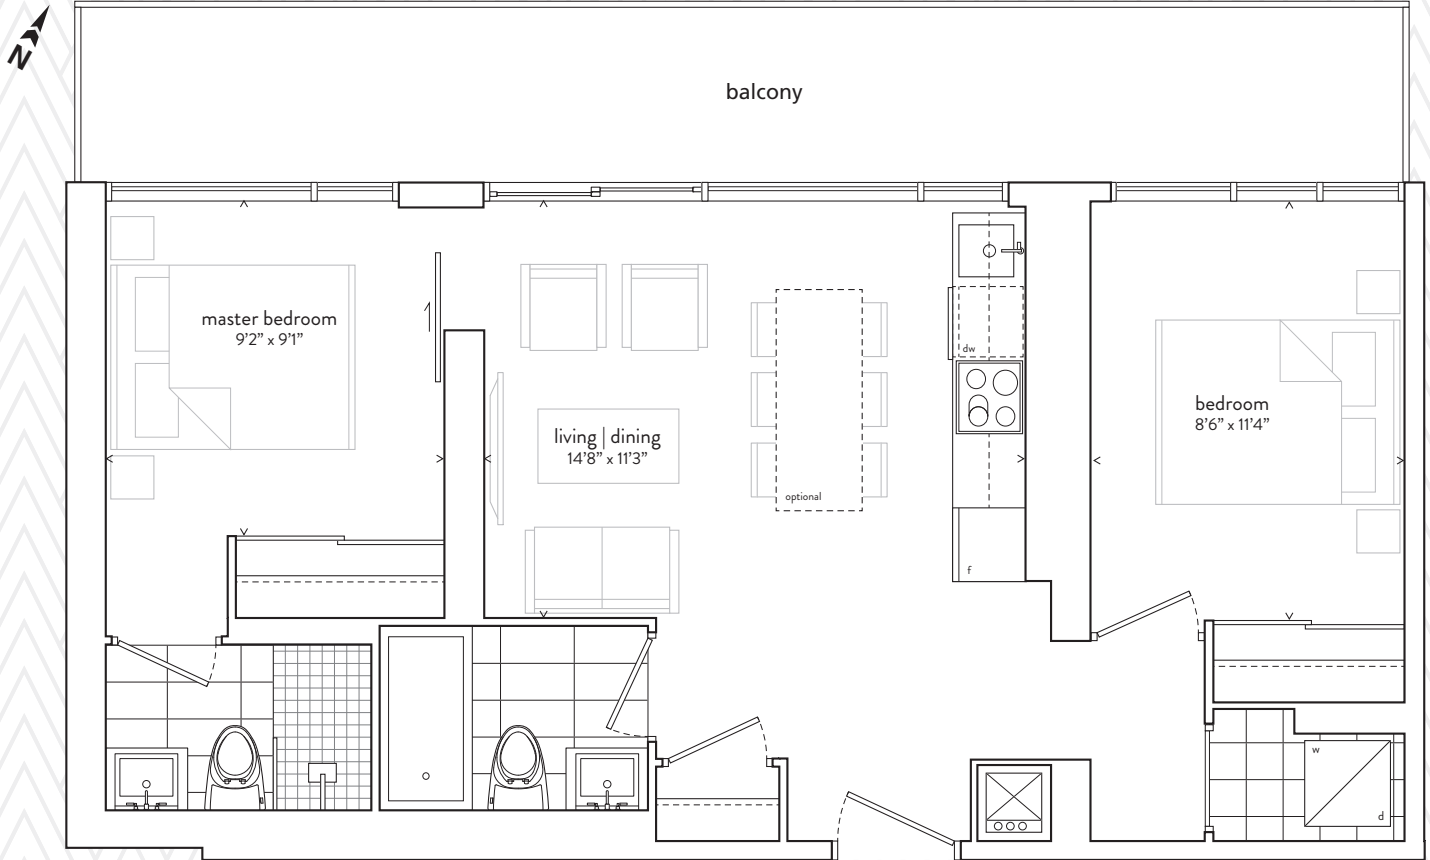 N
balcony
master bedroom
9’2” x 9’1”
living | dining
14’8” x 11’3”
optional
dw
f
bedroom
8’6” x 11’4”
w
d